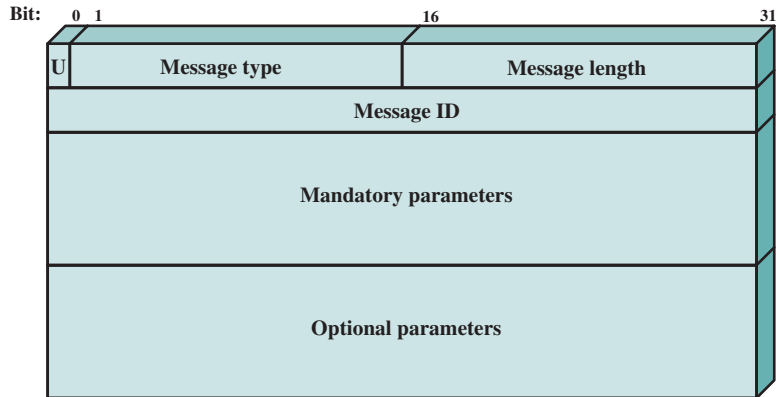 Bit: 0 1 16 31
U Message type Message length
Message ID
Mandatory parameters
Optional parameters